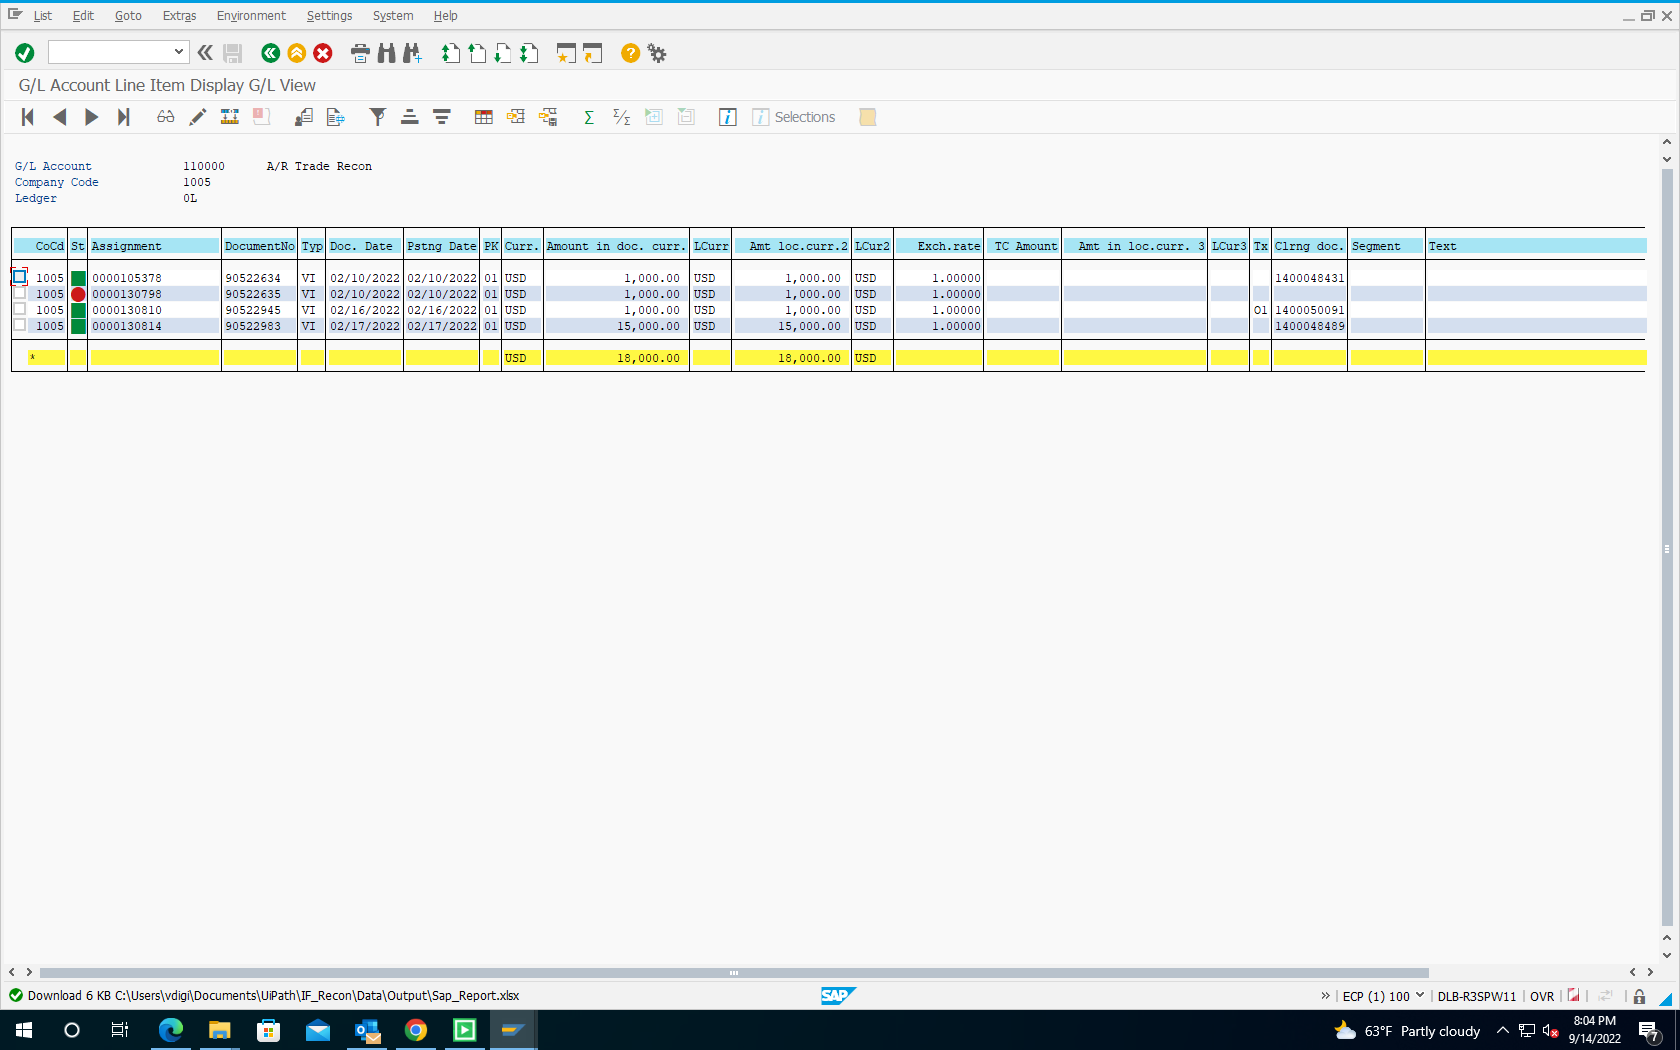 List Edit Goto Extras Environment Settings System Help
G/L Account Line Item Display G/L View
Selections
G/L Account 110000 A/R Trade Recon
Company Code 1005
Ledger 0L
CoCd St Assignment DocumentNo Typ Doc. Date Pstng Date PK Curr. Amount in doc. curr. LCurr Amt loc.curr.2 LCur2 Exch.rate TC Amount Amt in loc.curr. 3 LCur3 Tx Clrng doc. Segment Text
1005 0000105378 90522634 VI 02/10/2022 02/10/2022 01 USD 1,000.00 USD 1,000.00 USD 1.00000 1400048431
1005 0000130798 90522635 VI 02/10/2022 02/10/2022 01 USD 1,000.00 USD 1,000.00 USD 1.00000
1005 0000130810 90522945 VI 02/16/2022 02/16/2022 01 USD 1,000.00 USD 1,000.00 USD 1.00000 O1 1400050091
1005 0000130814 90522983 VI 02/17/2022 02/17/2022 01 USD 15,000.00 USD 15,000.00 USD 1.00000 1400048489
* USD 18,000.00 18,000.00 USD
Download 6 KB C:\Users\vdigi\Documents\UiPath\IF_Recon\Data\Output\Sap_Report.xlsx SAP ECP (1) 100 DLB-R3SPW11 OVR
63°F Partly cloudy 8:04 PM
9/14/2022 7